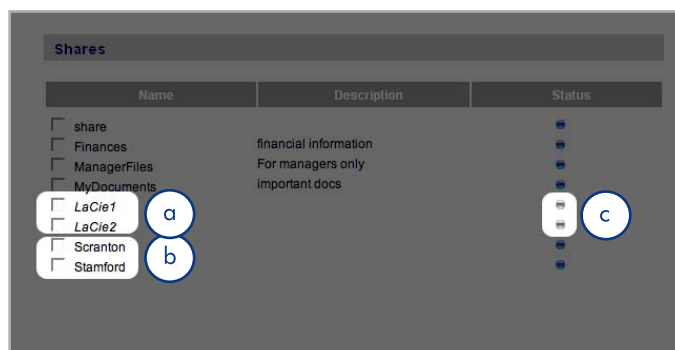 Shares
Name Description Status
share
Finances financial information
ManagerFiles For managers only
MyDocuments important docs
LaCie1
LaCie2
Scranton
Stamford
a
b
c